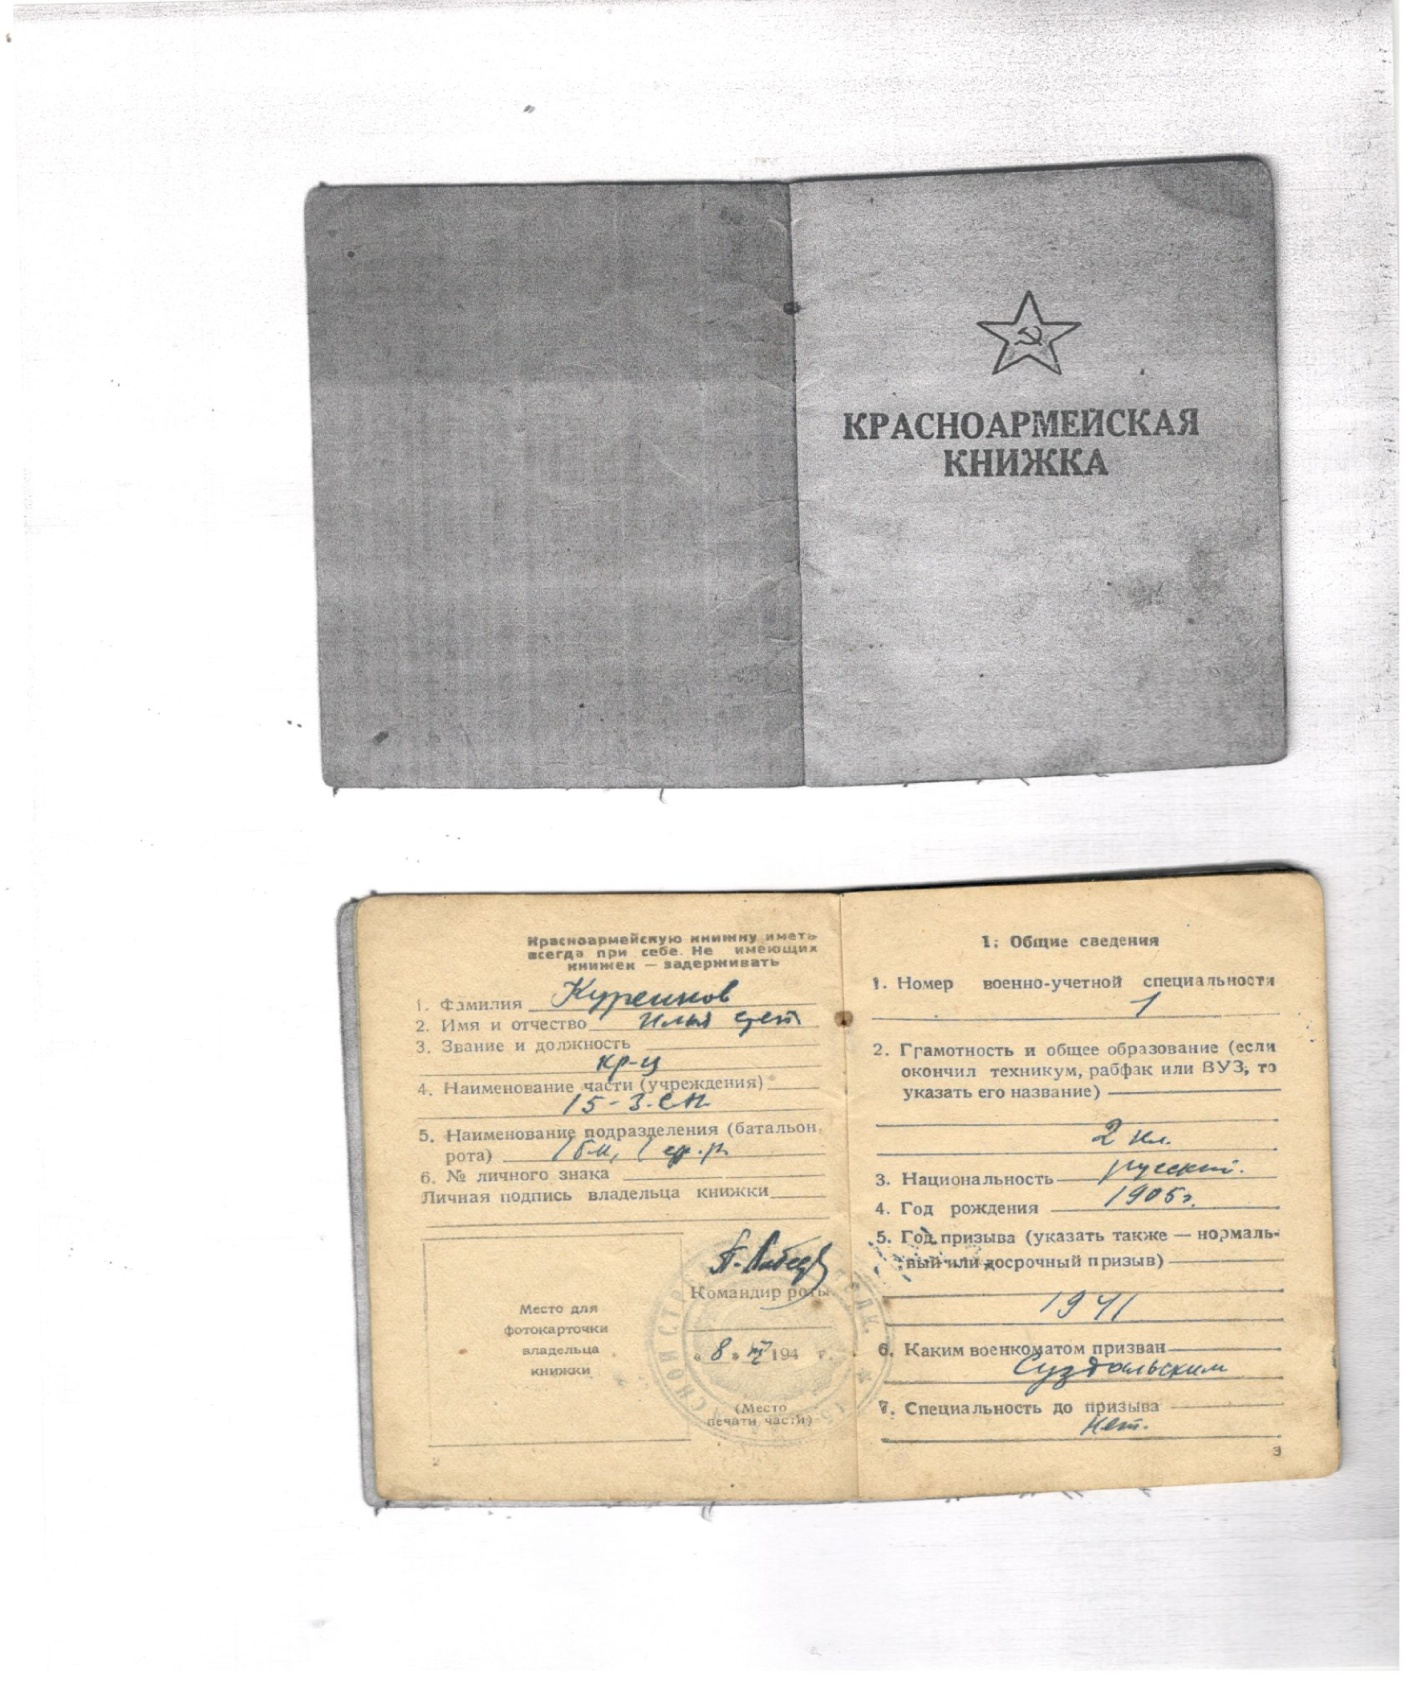 КРАСНОАРМЕЙСКАЯ
КНИЖКА
Красноармейскую книжку иметь
всегда при себе. Не имеющих
книжек — задерживать
1. Фамилия Куренков
2. Имя и отчество Илья
3. Звание и должность
кр-ц
4. Наименование части (учреждения)
15-З.СП.
5. Наименование подразделения (батальон,
рота)
6. № личного знака
Личная подпись владельца книжки
Командир роты
Место для
фотокарточки
владельца
книжки
« 8 » 194 г.
(Место
печати части)
2
1. Общие сведения
1. Номер военно-учетной специальности
1
2. Грамотность и общее образование (если
окончил техникум, рабфак или ВУЗ, то
указать его название)
2 кл.
3. Национальность русский.
4. Год рождения 1905г.
5. Год призыва (указать также — нормаль-
ный или досрочный призыв)
1941
6. Каким военкоматом призван
Суздальским
7. Специальность до призыва
нет.
3